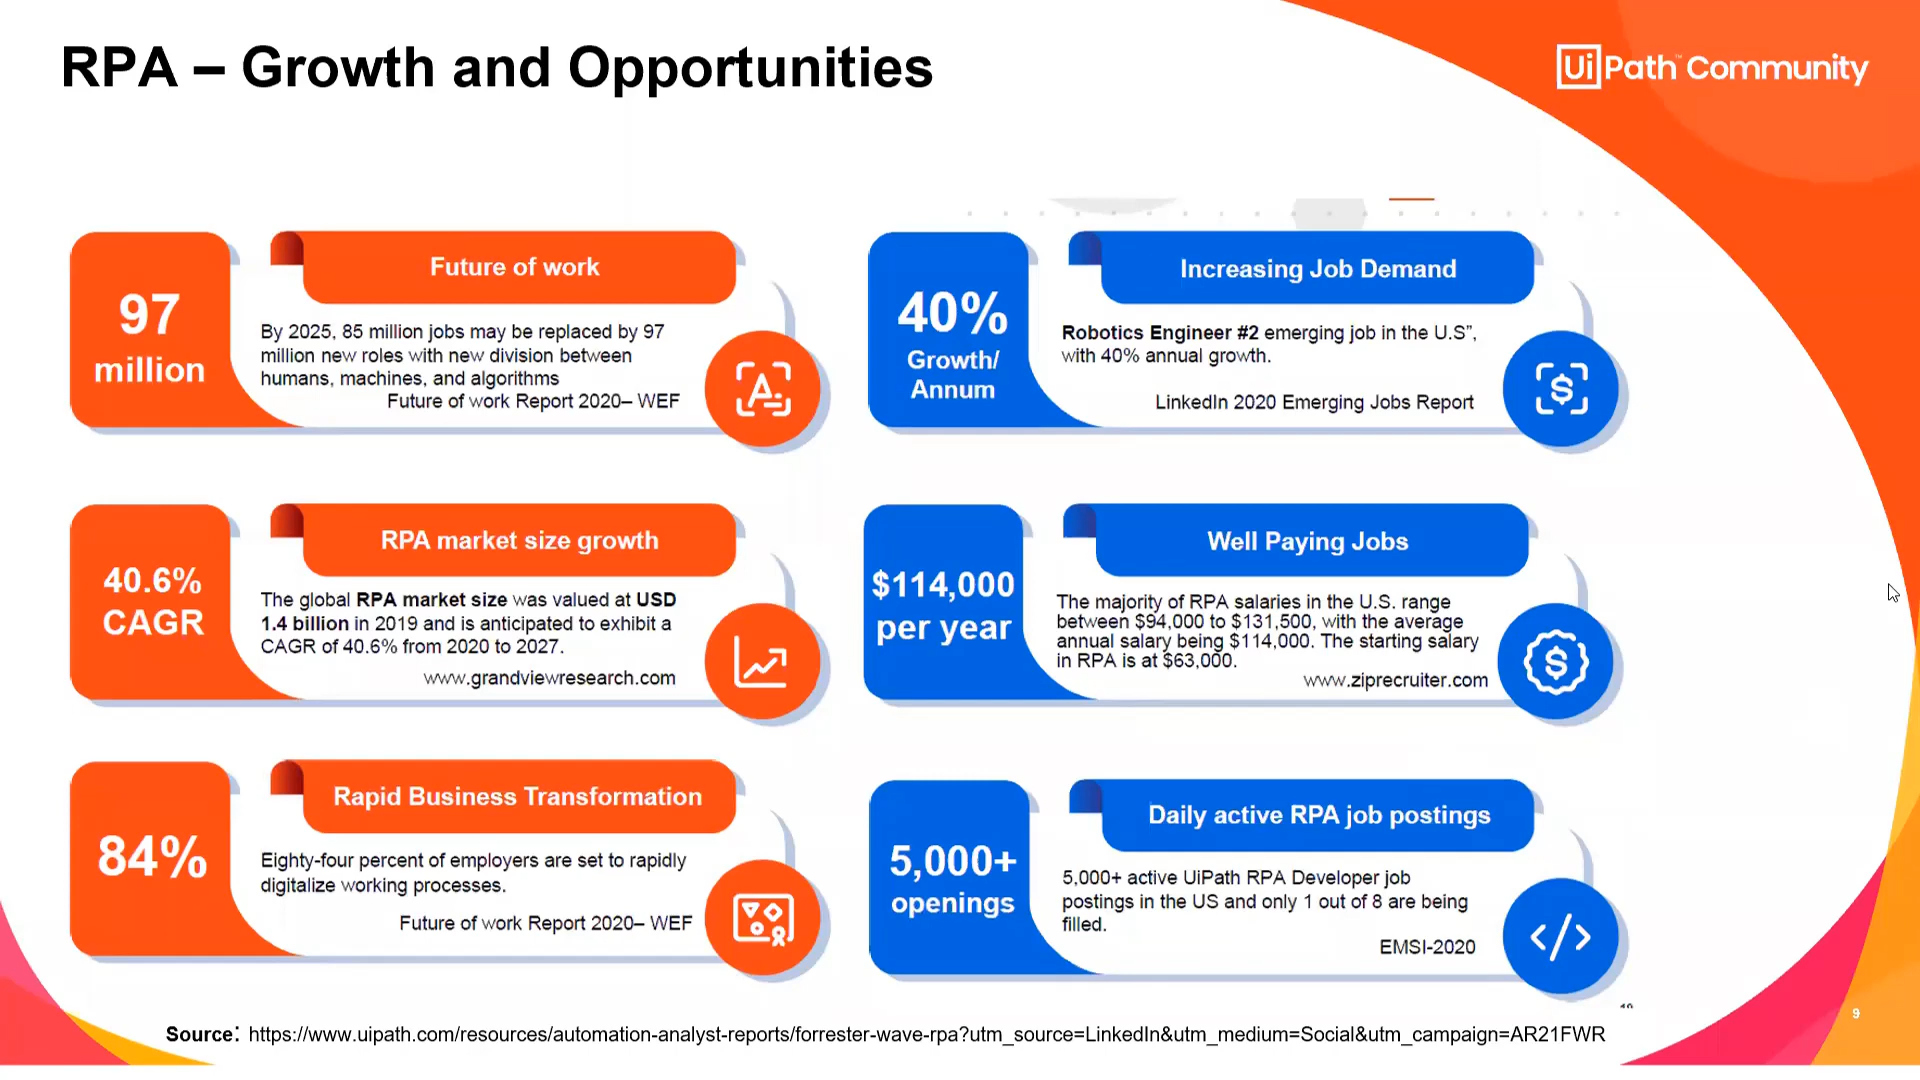 RPA – Growth and Opportunities
UiPath™ Community
97
million
Future of work
By 2025, 85 million jobs may be replaced by 97
million new roles with new division between
humans, machines, and algorithms
Future of work Report 2020– WEF
40%
Growth/
Annum
Increasing Job Demand
Robotics Engineer #2 emerging job in the U.S”,
with 40% annual growth.
LinkedIn 2020 Emerging Jobs Report
40.6%
CAGR
RPA market size growth
The global RPA market size was valued at USD
1.4 billion in 2019 and is anticipated to exhibit a
CAGR of 40.6% from 2020 to 2027.
www.grandviewresearch.com
$114,000
per year
Well Paying Jobs
The majority of RPA salaries in the U.S. range
between $94,000 to $131,500, with the average
annual salary being $114,000. The starting salary
in RPA is at $63,000.
www.ziprecruiter.com
84%
Rapid Business Transformation
Eighty-four percent of employers are set to rapidly
digitalize working processes.
Future of work Report 2020– WEF
5,000+
openings
Daily active RPA job postings
5,000+ active UiPath RPA Developer job
postings in the US and only 1 out of 8 are being
filled.
EMSI-2020
9
Source: https://www.uipath.com/resources/automation-analyst-reports/forrester-wave-rpa?utm_source=LinkedIn&utm_medium=Social&utm_campaign=AR21FWR